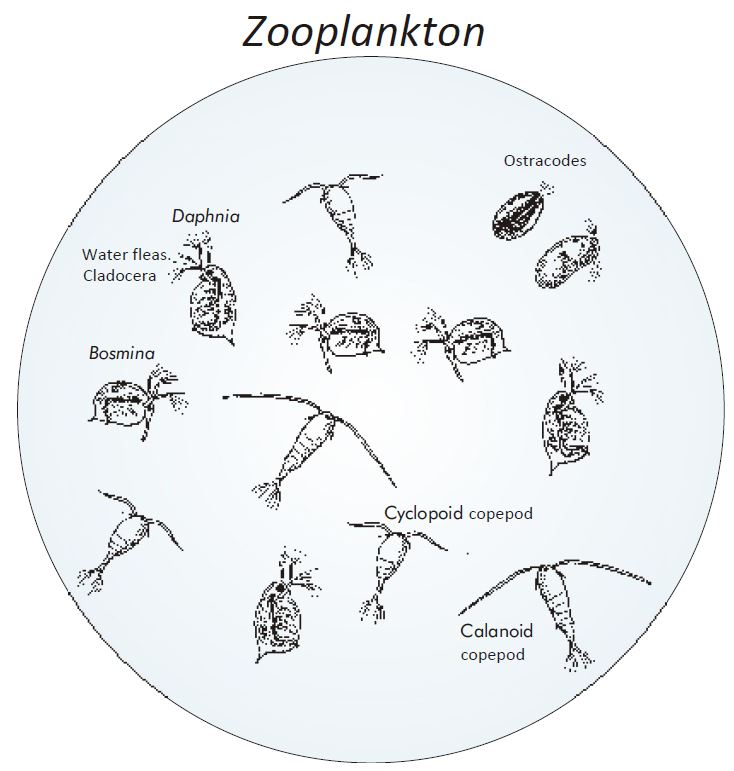 Zooplankton
Ostracodes
Daphnia
Water fleas.
Cladocera
Bosmina
Cyclopoid copepod
Calanoid
copepod